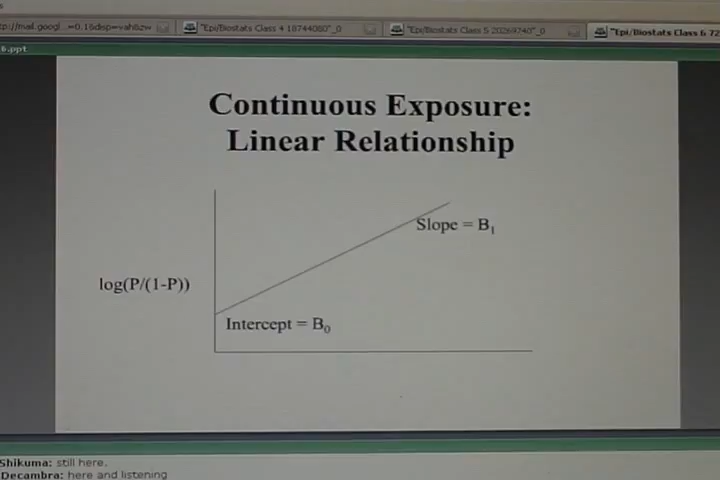 tp://mail.googl
=0.1&disp=vah&zw
"Epi/Biostats Class 4 18744080"_0
"Epi/Biostats Class 5 20269740"_0
"Epi/Biostats Class 6 72
6.ppt
Continuous Exposure:
Linear Relationship
Slope = B1
log(P/(1-P))
Intercept = B0
Shikuma: still here.
Decambra: here and listening